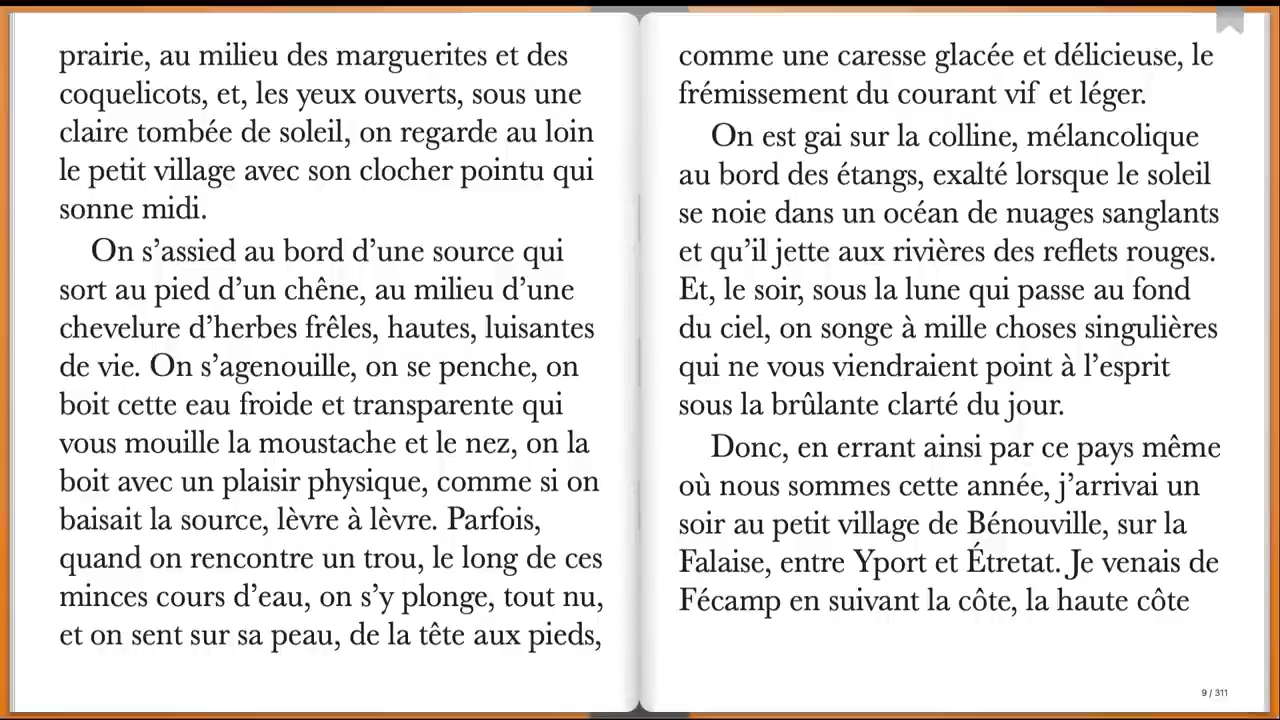 prairie, au milieu des marguerites et des
coquelicots, et, les yeux ouverts, sous une
claire tombée de soleil, on regarde au loin
le petit village avec son clocher pointu qui
sonne midi.
On s’assied au bord d’une source qui
sort au pied d’un chêne, au milieu d’une
chevelure d’herbes frêles, hautes, luisantes
de vie. On s’agenouille, on se penche, on
boit cette eau froide et transparente qui
vous mouille la moustache et le nez, on la
boit avec un plaisir physique, comme si on
baisait la source, lèvre à lèvre. Parfois,
quand on rencontre un trou, le long de ces
minces cours d’eau, on s’y plonge, tout nu,
et on sent sur sa peau, de la tête aux pieds,
comme une caresse glacée et délicieuse, le
frémissement du courant vif et léger.
On est gai sur la colline, mélancolique
au bord des étangs, exalté lorsque le soleil
se noie dans un océan de nuages sanglants
et qu’il jette aux rivières des reflets rouges.
Et, le soir, sous la lune qui passe au fond
du ciel, on songe à mille choses singulières
qui ne vous viendraient point à l’esprit
sous la brûlante clarté du jour.
Donc, en errant ainsi par ce pays même
où nous sommes cette année, j’arrivai un
soir au petit village de Bénouville, sur la
Falaise, entre Yport et Étretat. Je venais de
Fécamp en suivant la côte, la haute côte
9 / 311